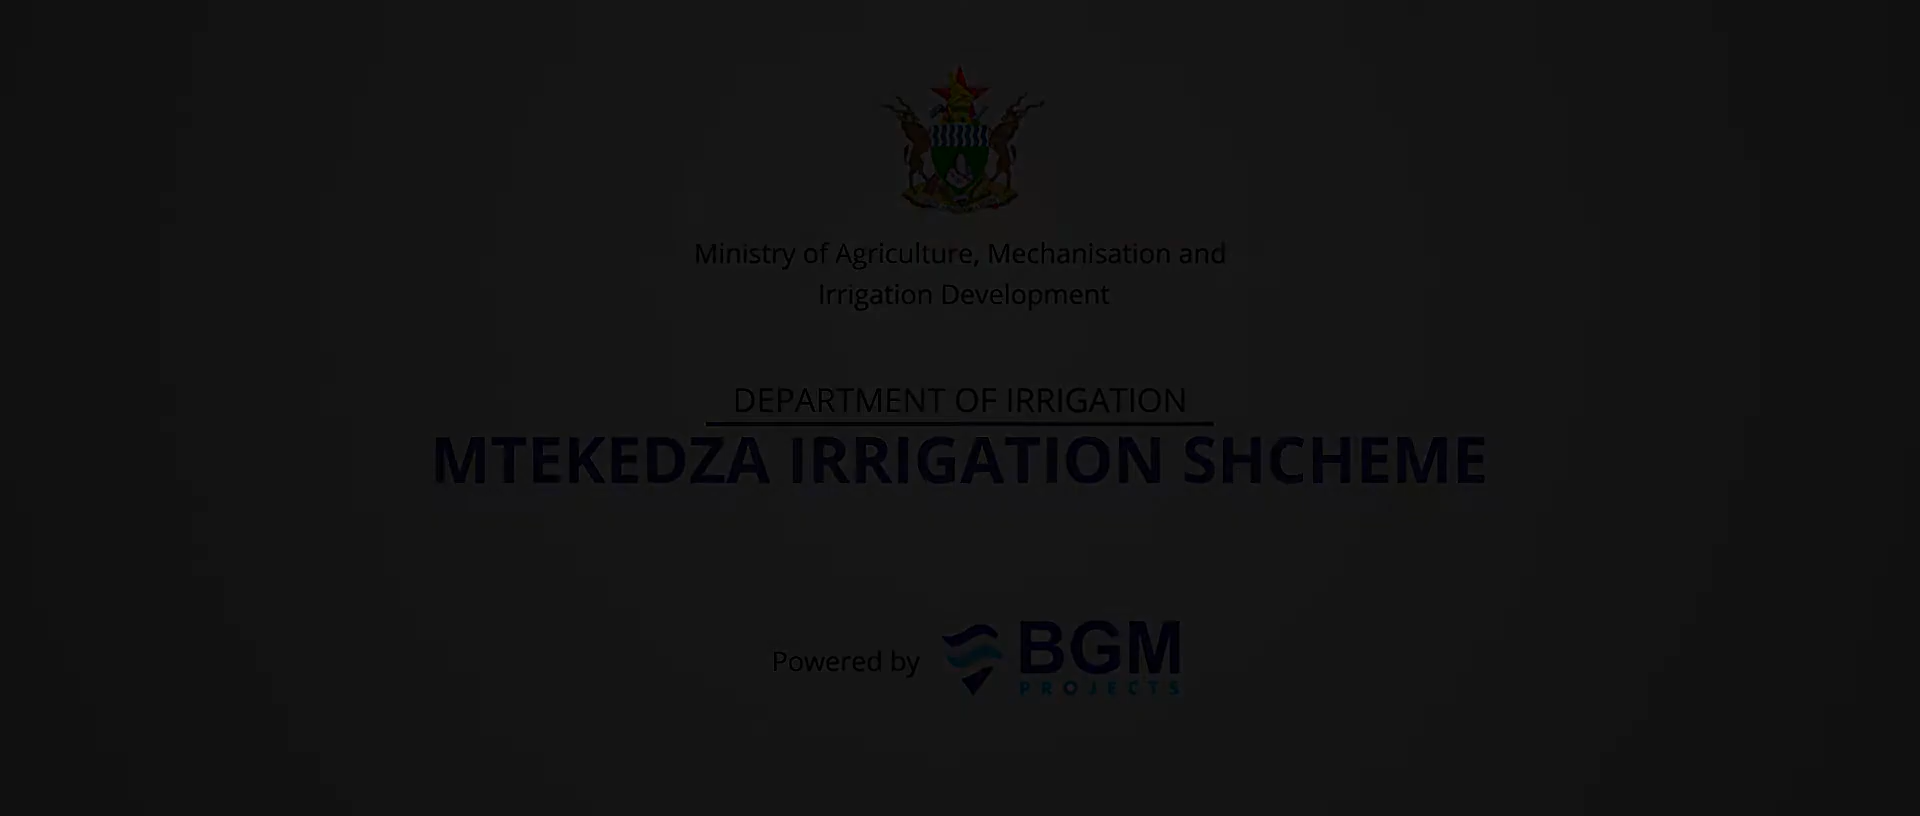 Ministry of Agriculture, Mechanisation and
Irrigation Development
DEPARTMENT OF IRRIGATION
MTEKEDZA IRRIGATION SHCHEME
Powered by
BGM
PROJECTS